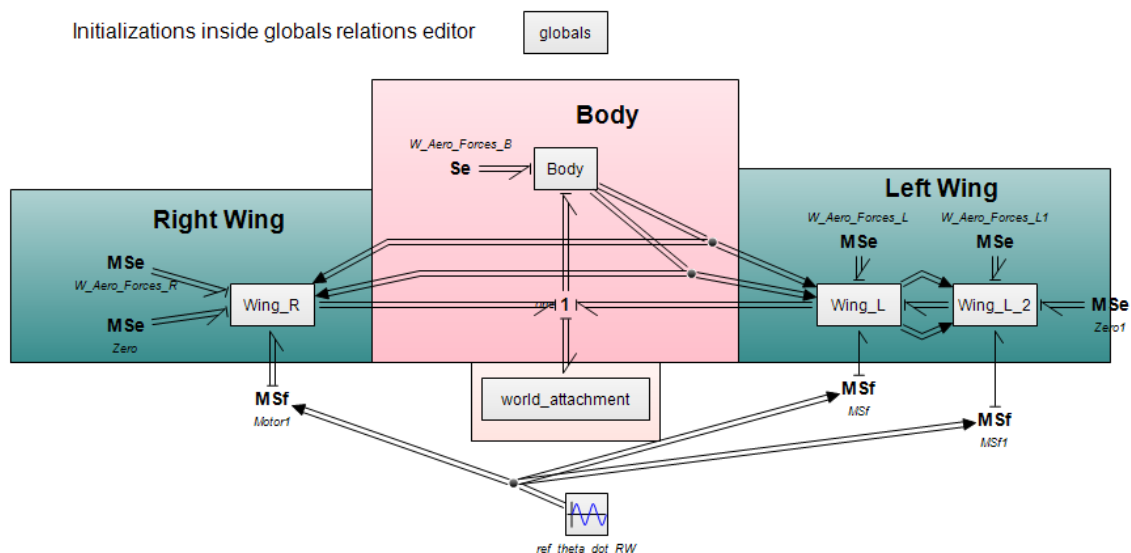 Initializations inside globals relations editor
globals
Body
W_Aero_Forces_B
Se
Body
Left Wing
W_Aero_Forces_L
W_Aero_Forces_L1
MSe
MSe
Right Wing
MSe
W_Aero_Forces_R
MSe
Zero
Wing_R
1
Wing_L
Wing_L_2
MSe
Zero1
world_attachment
MSf
Motor1
MSf
MSf
MSf
MSf1
ref_theta_dot_RW